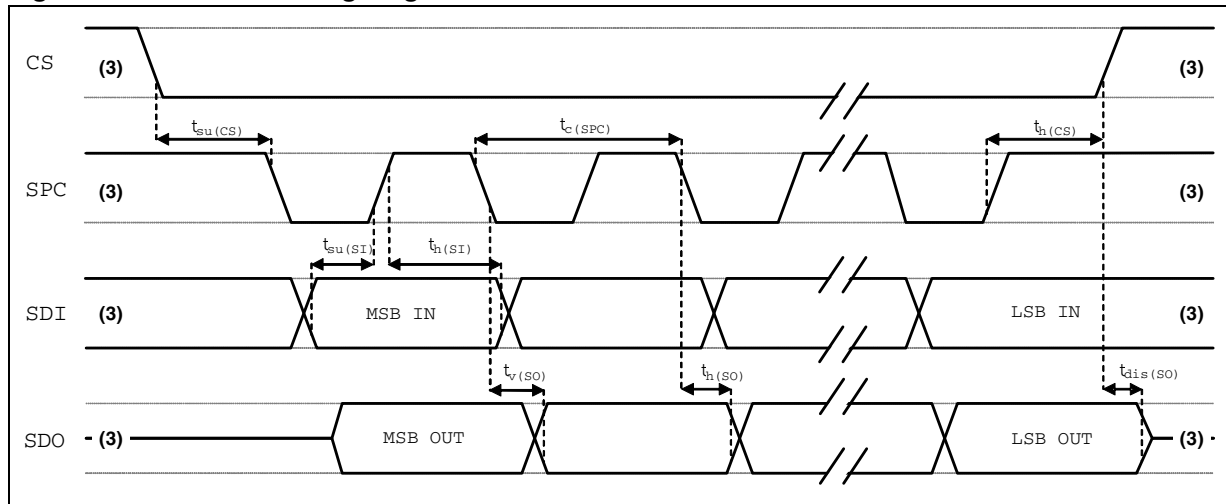 CS (3) (3)
t_su(CS) t_c(SPC) t_h(CS)
SPC (3) (3)
t_su(SI) t_h(SI)
SDI (3) MSB IN LSB IN (3)
t_v(SO) t_h(SO) t_dis(SO)
SDO (3) MSB OUT LSB OUT (3)